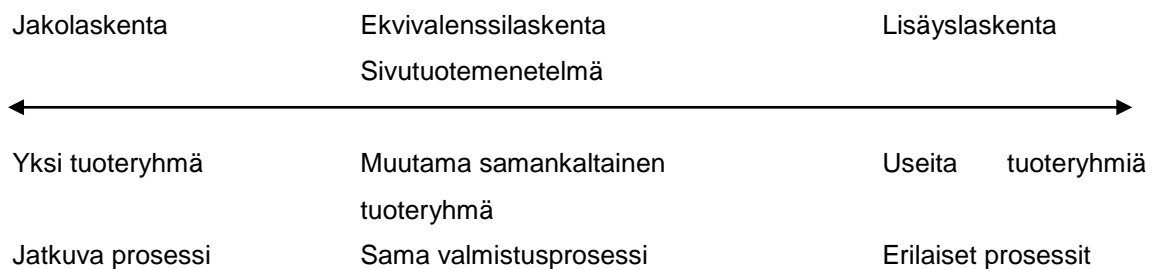 Jakolaskenta Ekvivalenssilaskenta Lisäyslaskenta
Sivutuotemenetelmä
Yksi tuoteryhmä Muutama samankaltainen Useita tuoteryhmiä
tuoteryhmä
Jatkuva prosessi Sama valmistusprosessi Erilaiset prosessit